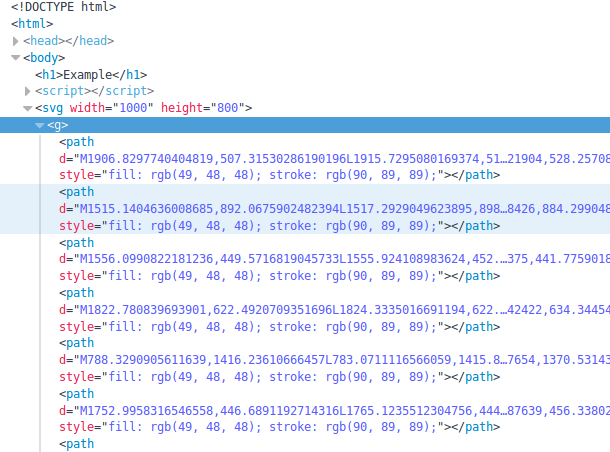 <!DOCTYPE html>
<html>
<head></head>
<body>
<h1>Example</h1>
<script></script>
<svg width="1000" height="800">
<g>
<path
d="M1906.8297740404819,507.31530286190196L1915.7295080169374,51…21904,528.25708
style="fill: rgb(49, 48, 48); stroke: rgb(90, 89, 89);"></path>
<path
d="M1515.1404636008685,892.0675902482394L1517.2929049623895,898…8426,884.299048
style="fill: rgb(49, 48, 48); stroke: rgb(90, 89, 89);"></path>
<path
d="M1556.0990822181236,449.5716819045733L1555.924108983624,452.…375,441.7759018
style="fill: rgb(49, 48, 48); stroke: rgb(90, 89, 89);"></path>
<path
d="M1822.780839693901,622.4920709351696L1824.3335016691194,622.…42422,634.34454
style="fill: rgb(49, 48, 48); stroke: rgb(90, 89, 89);"></path>
<path
d="M788.3290905611639,1416.23610666457L783.0711116566059,1415.8…7654,1370.53143
style="fill: rgb(49, 48, 48); stroke: rgb(90, 89, 89);"></path>
<path
d="M1752.9958316546558,446.6891192714316L1765.1235512304756,444…87639,456.33802
style="fill: rgb(49, 48, 48); stroke: rgb(90, 89, 89);"></path>
<path